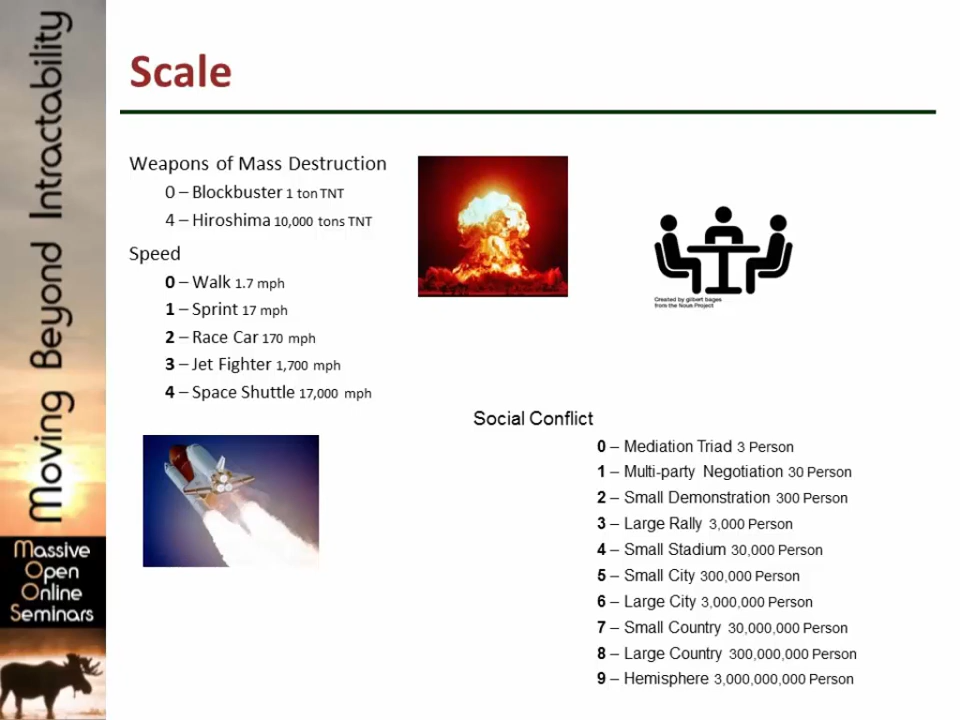 Moving Beyond Intractability
Massive
Open
Online
Seminars
Scale
Weapons of Mass Destruction
0 – Blockbuster 1 ton TNT
4 – Hiroshima 10,000 tons TNT
Speed
0 – Walk 1.7 mph
1 – Sprint 17 mph
2 – Race Car 170 mph
3 – Jet Fighter 1,700 mph
4 – Space Shuttle 17,000 mph
Created by gilbert bages
from the Noun Project
Social Conflict
0 – Mediation Triad 3 Person
1 – Multi-party Negotiation 30 Person
2 – Small Demonstration 300 Person
3 – Large Rally 3,000 Person
4 – Small Stadium 30,000 Person
5 – Small City 300,000 Person
6 – Large City 3,000,000 Person
7 – Small Country 30,000,000 Person
8 – Large Country 300,000,000 Person
9 – Hemisphere 3,000,000,000 Person